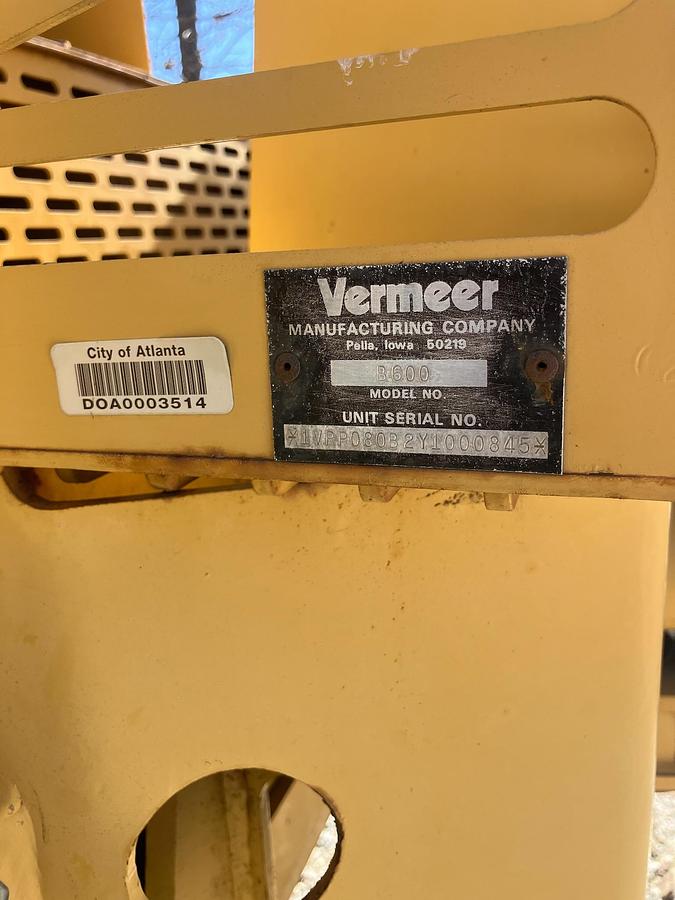 City of Atlanta
DOA0003514
Vermeer
MANUFACTURING COMPANY
Pella, Iowa 50219
B600
MODEL NO.
UNIT SERIAL NO.
*1VRP080B2Y1000845*